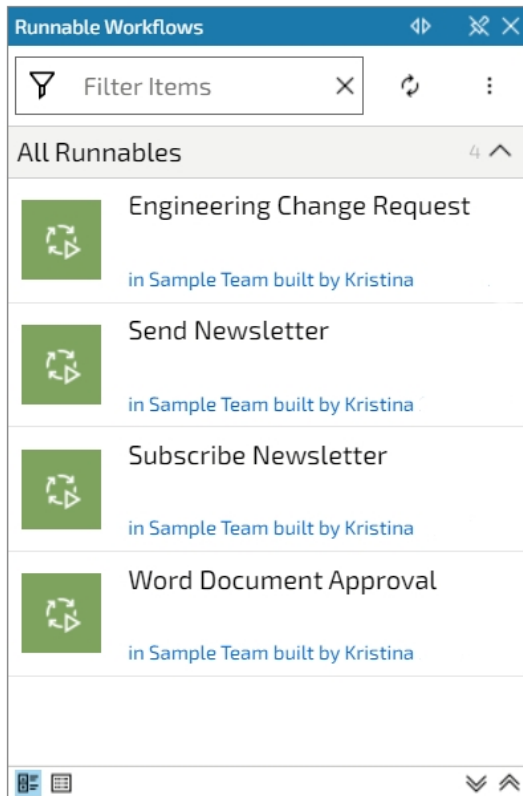 Runnable Workflows
Filter Items
All Runnables 4
Engineering Change Request
in Sample Team built by Kristina
Send Newsletter
in Sample Team built by Kristina
Subscribe Newsletter
in Sample Team built by Kristina
Word Document Approval
in Sample Team built by Kristina